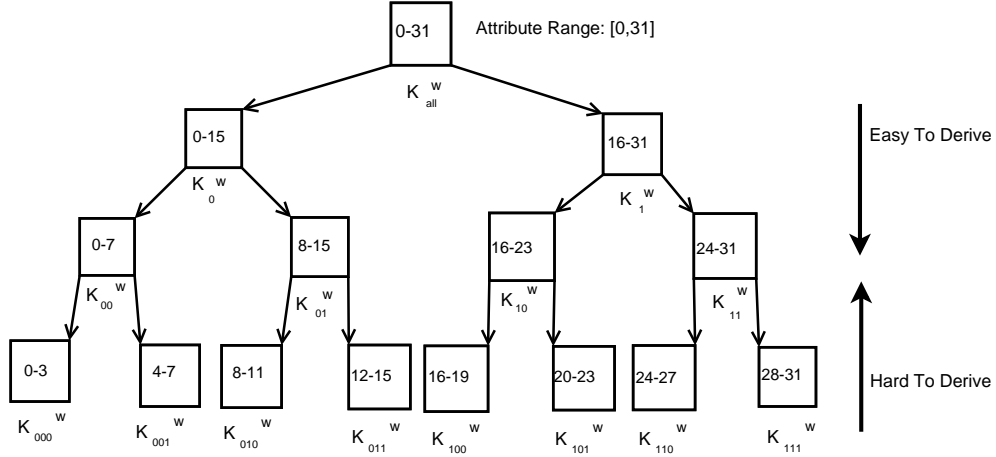 0-31
Attribute Range: [0,31]
K all w
0-15
16-31
Easy To Derive
K 0 w
K 1 w
0-7
8-15
16-23
24-31
K 00 w
K 01 w
K 10 w
K 11 w
0-3
4-7
8-11
12-15
16-19
20-23
24-27
28-31
Hard To Derive
K 000 w
K 001 w
K 010 w
K 011 w
K 100 w
K 101 w
K 110 w
K 111 w